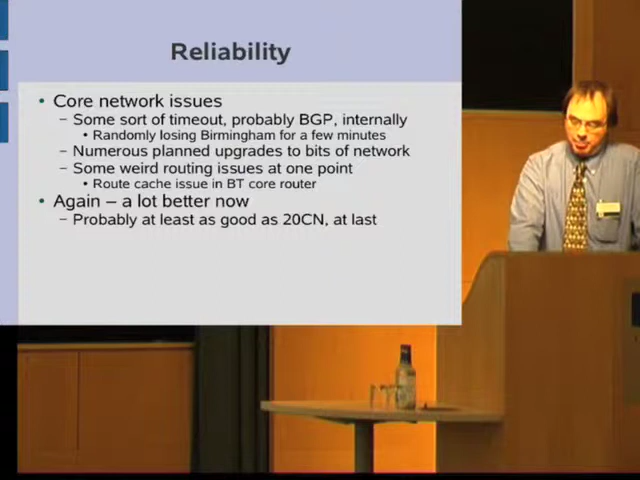 Reliability
• Core network issues
– Some sort of timeout, probably BGP, internally
• Randomly losing Birmingham for a few minutes
– Numerous planned upgrades to bits of network
– Some weird routing issues at one point
• Route cache issue in BT core router
• Again – a lot better now
– Probably at least as good as 20CN, at last